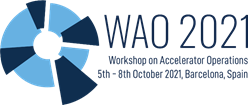 WAO 2021
Workshop on Accelerator Operations
5th - 8th October 2021, Barcelona, Spain